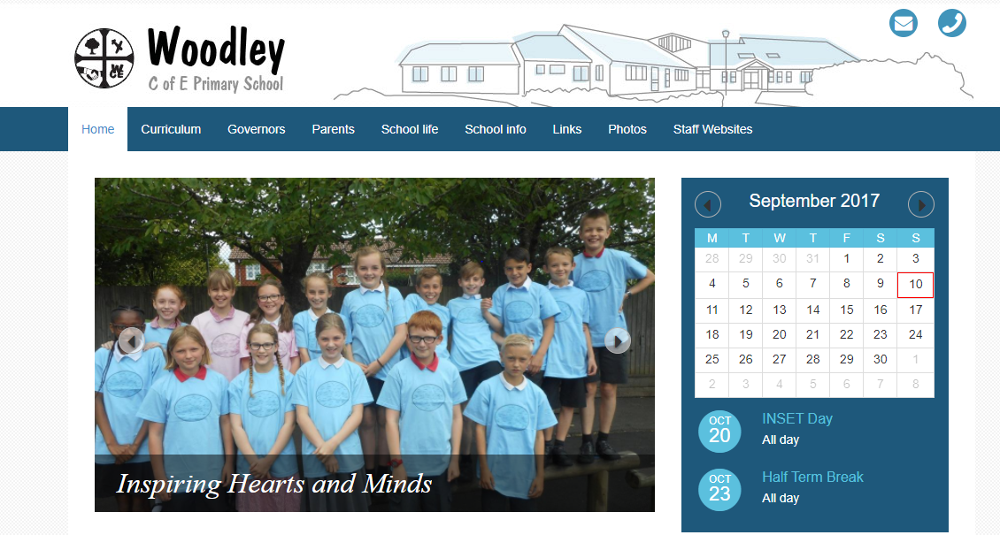 Woodley
C of E Primary School
W
CE
Home Curriculum Governors Parents School life School info Links Photos Staff Websites
Inspiring Hearts and Minds
September 2017
M T W T F S S
28 29 30 31 1 2 3
4 5 6 7 8 9 10
11 12 13 14 15 16 17
18 19 20 21 22 23 24
25 26 27 28 29 30 1
2 3 4 5 6 7 8
OCT
20
INSET Day
All day
OCT
23
Half Term Break
All day